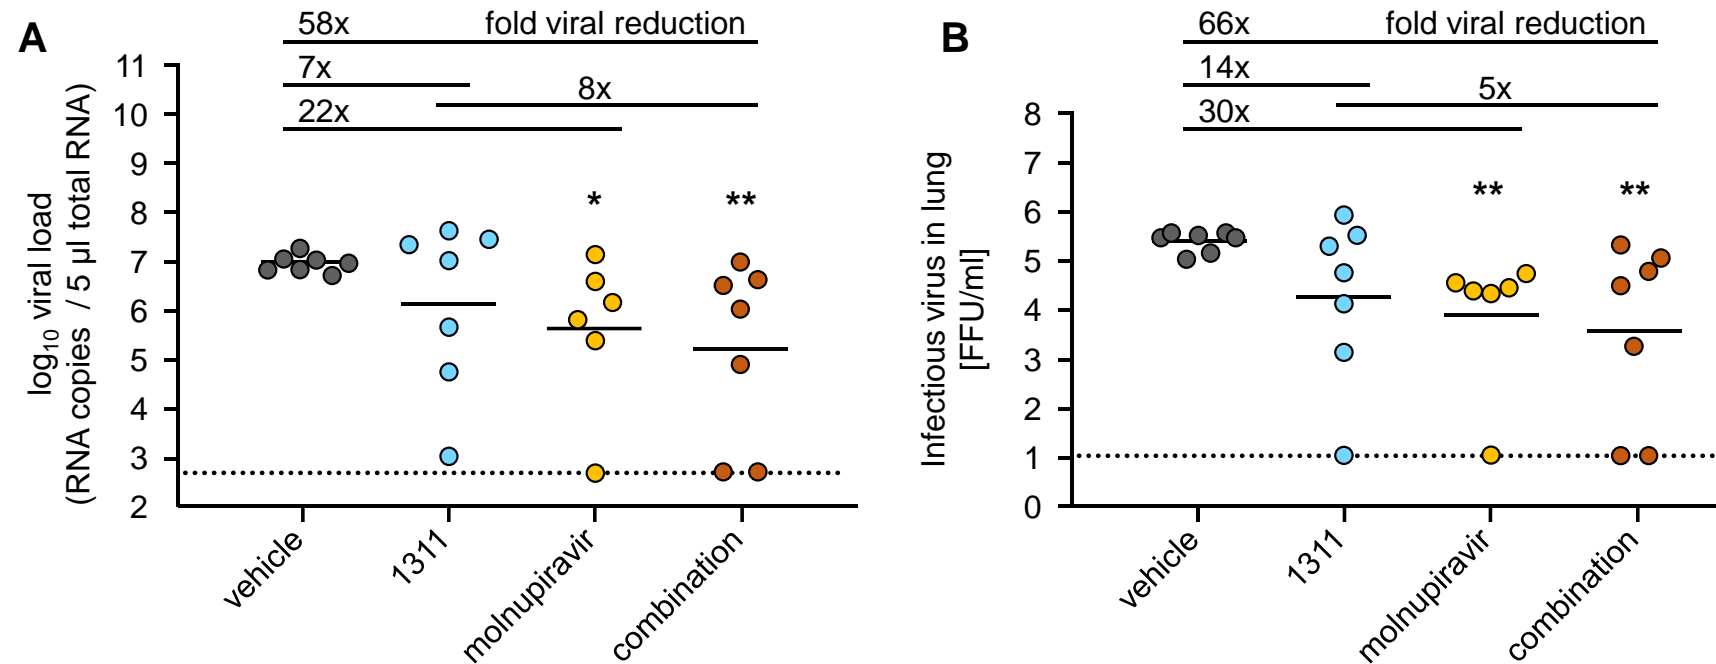 A
58x fold viral reduction
7x
8x
22x
log10 viral load
(RNA copies / 5 µl total RNA)
11
10
9
8
7
6
5
4
3
2
*
**
vehicle
1311
molnupiravir
combination
B
66x fold viral reduction
14x
5x
30x
Infectious virus in lung
[FFU/ml]
8
7
6
5
4
3
2
1
0
**
**
vehicle
1311
molnupiravir
combination